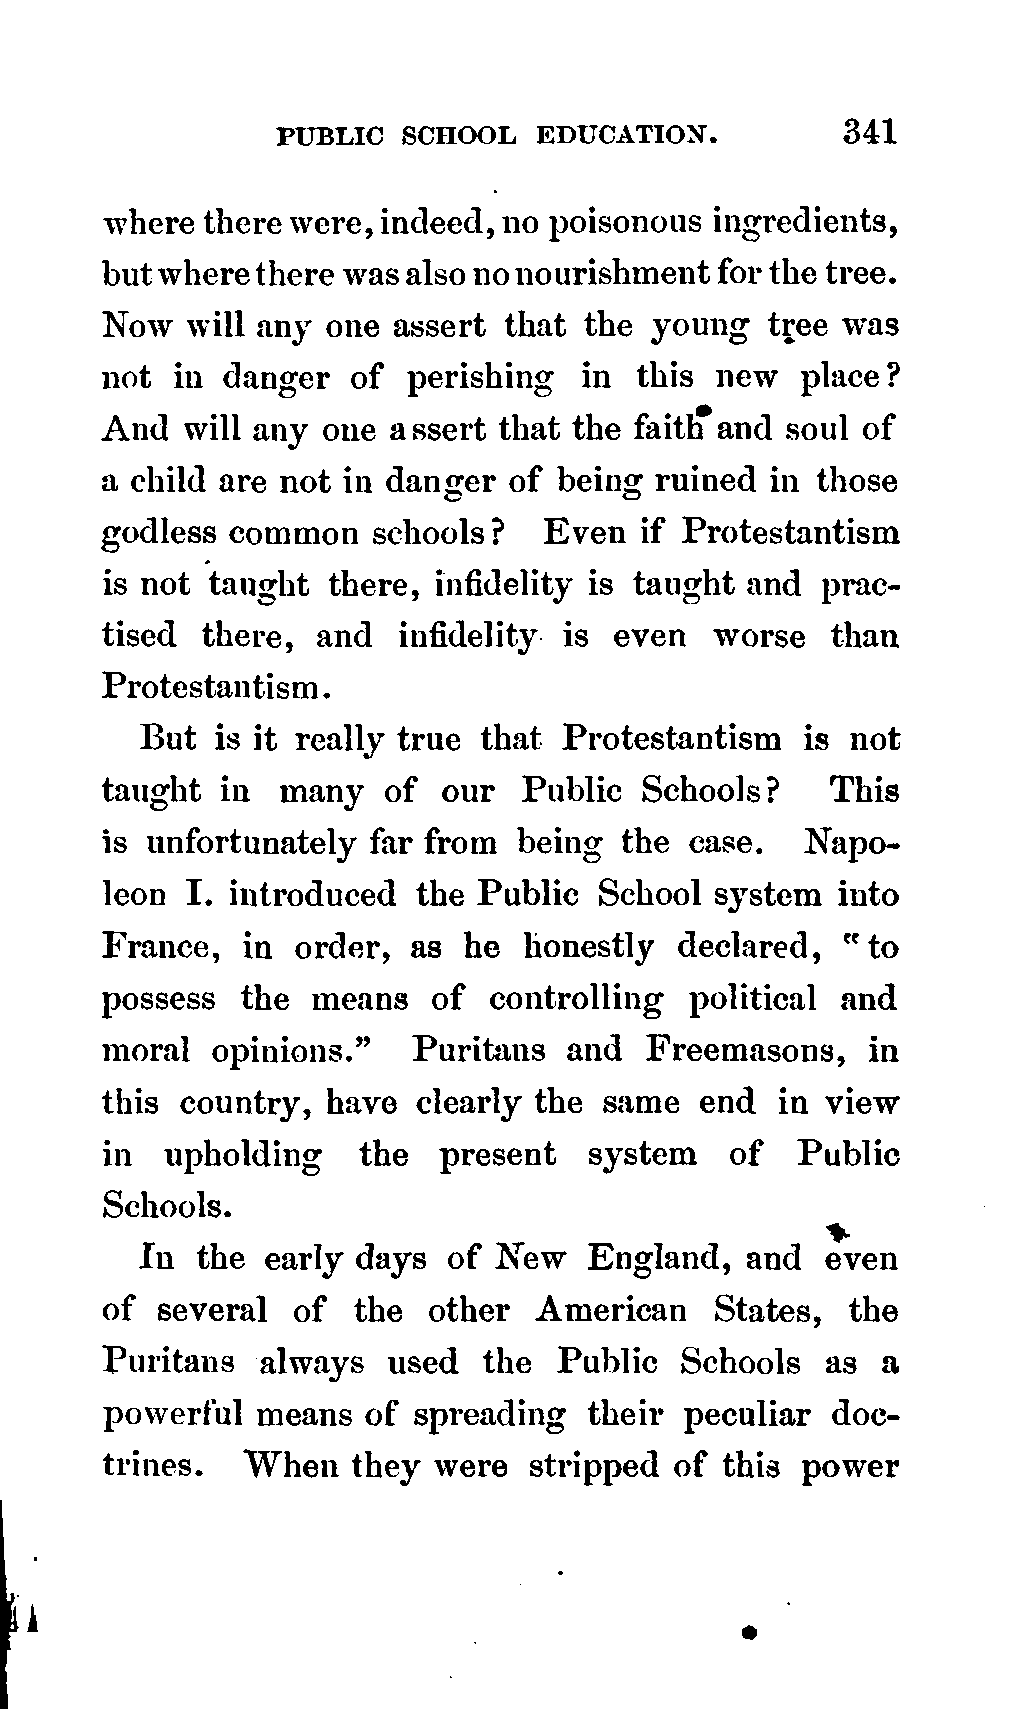 PUBLIC SCHOOL EDUCATION. 341
where there were, indeed, no poisonous ingredients,
but where there was also no nourishment for the tree.
Now will any one assert that the young tree was
not in danger of perishing in this new place?
And will any one assert that the faith and soul of
a child are not in danger of being ruined in those
godless common schools? Even if Protestantism
is not taught there, infidelity is taught and prac-
tised there, and infidelity is even worse than
Protestantism.
But is it really true that Protestantism is not
taught in many of our Public Schools? This
is unfortunately far from being the case. Napo-
leon I. introduced the Public School system into
France, in order, as he honestly declared, "to
possess the means of controlling political and
moral opinions." Puritans and Freemasons, in
this country, have clearly the same end in view
in upholding the present system of Public
Schools.
In the early days of New England, and even
of several of the other American States, the
Puritans always used the Public Schools as a
powerful means of spreading their peculiar doc-
trines. When they were stripped of this power